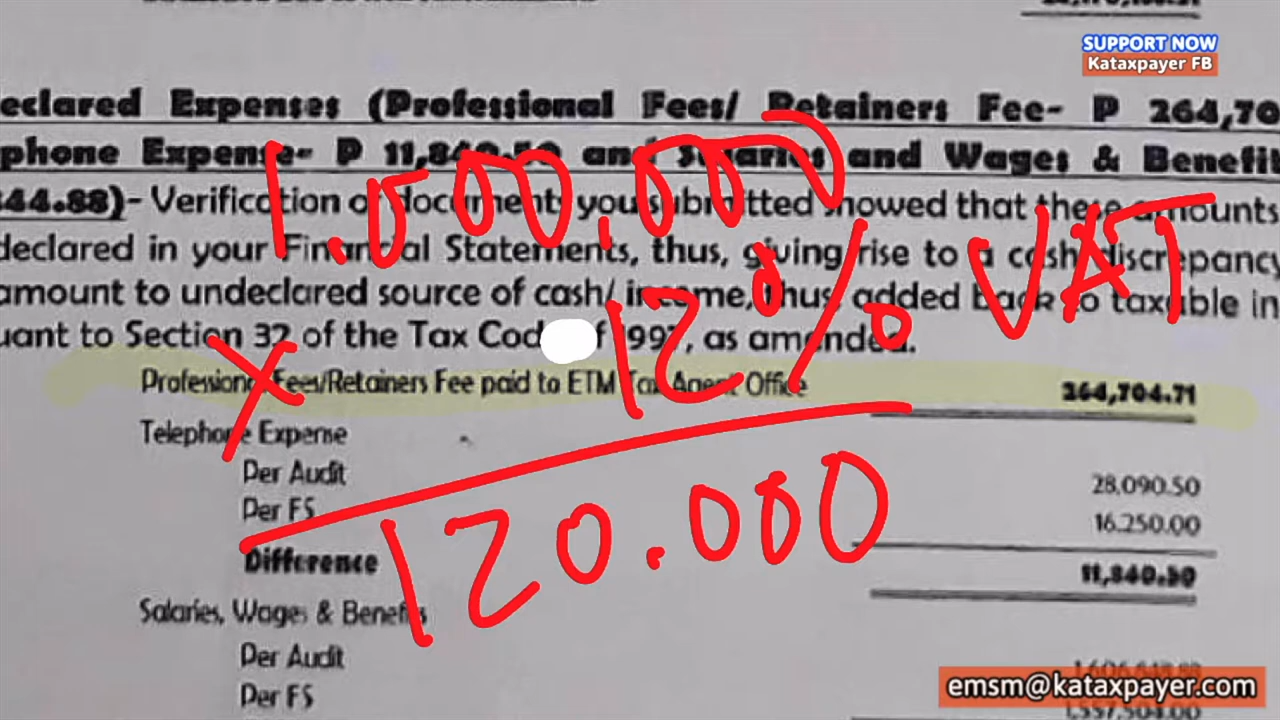 SUPPORT NOW
Kataxpayer FB
eclared Expenses (Professional Fees/ Retainers Fee- P 264,70
phone Expense- P 11,840.50 and Salaries and Wages & Benefit
44.88)- Verification of documents you submitted showed that these amounts
declared in your Financial Statements, thus, giving rise to a cash discrepancy
amount to undeclared source of cash/ income, thus added back to taxable in
uant to Section 32 of the Tax Cod f 1997, as amended.
1.000.000
x 12% VAT
120.000
Professional Fees/Retainers Fee paid to ETM Tax Agent Office 264,704.71
Telephone Expense
Per Audit 28,090.50
Per FS 16,250.00
Difference 11,840.50
Salaries, Wages & Benefits
Per Audit
Per FS 1,557,504.00
emsm@kataxpayer.com